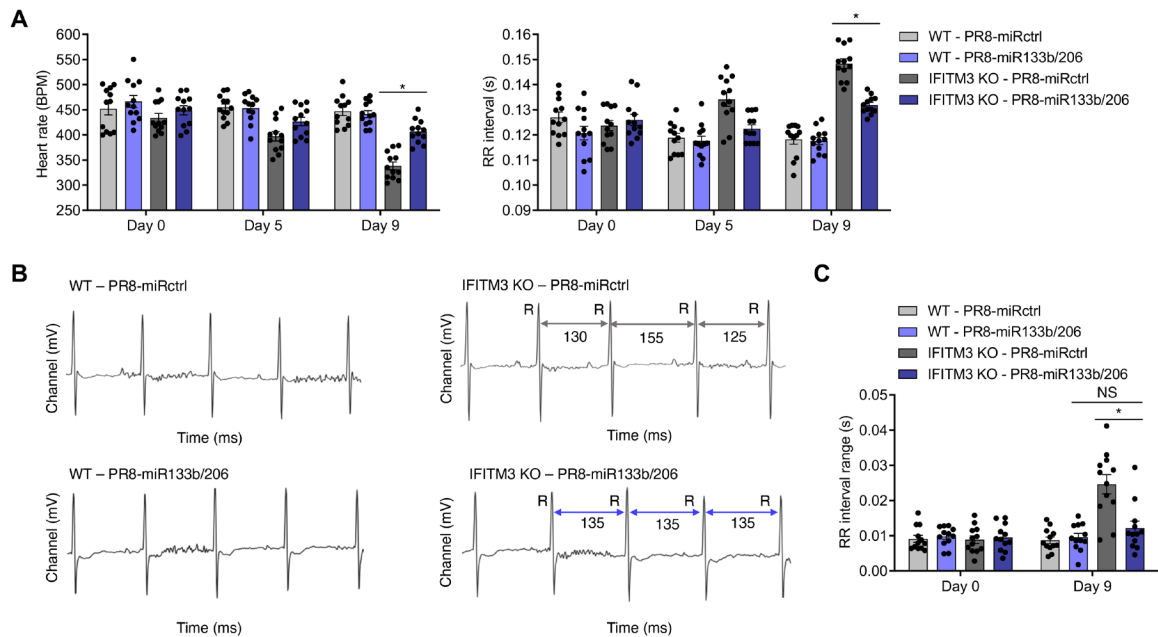 A
Heart rate (BPM)
600
550
500
450
400
350
300
250
*
Day 0
Day 5
Day 9
RR interval (s)
0.16
0.15
0.14
0.13
0.12
0.11
0.10
0.09
*
Day 0
Day 5
Day 9
WT - PR8-miRctrl
WT - PR8-miR133b/206
IFITM3 KO - PR8-miRctrl
IFITM3 KO - PR8-miR133b/206
B
WT – PR8-miRctrl
Channel (mV)
Time (ms)
IFITM3 KO – PR8-miRctrl
Channel (mV)
R R R R
130 155 125
Time (ms)
WT – PR8-miR133b/206
Channel (mV)
Time (ms)
IFITM3 KO – PR8-miR133b/206
Channel (mV)
R R R R
135 135 135
Time (ms)
C
WT - PR8-miRctrl
WT - PR8-miR133b/206
IFITM3 KO - PR8-miRctrl
IFITM3 KO - PR8-miR133b/206
RR interval range (s)
0.05
0.04
0.03
0.02
0.01
0.00
NS
*
Day 0
Day 9